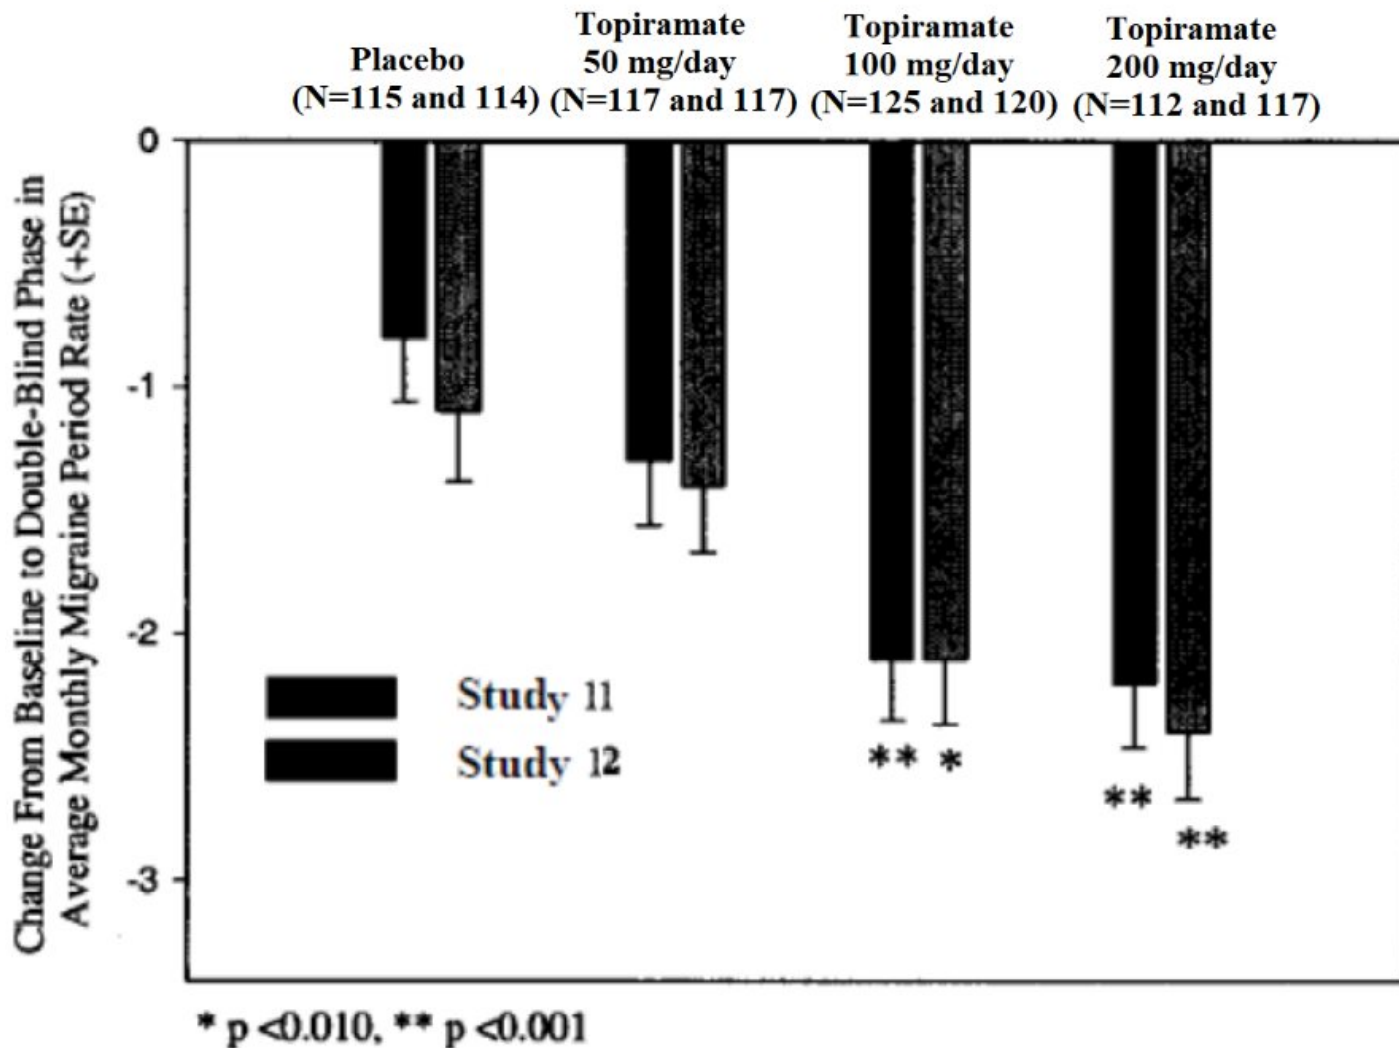 Placebo
(N=115 and 114)
Topiramate
50 mg/day
(N=117 and 117)
Topiramate
100 mg/day
(N=125 and 120)
Topiramate
200 mg/day
(N=112 and 117)
Change From Baseline to Double-Blind Phase in
Average Monthly Migraine Period Rate (+SE)
0
-1
-2
-3
Study 11
Study 12
** *
**
**
* p <0.010, ** p <0.001